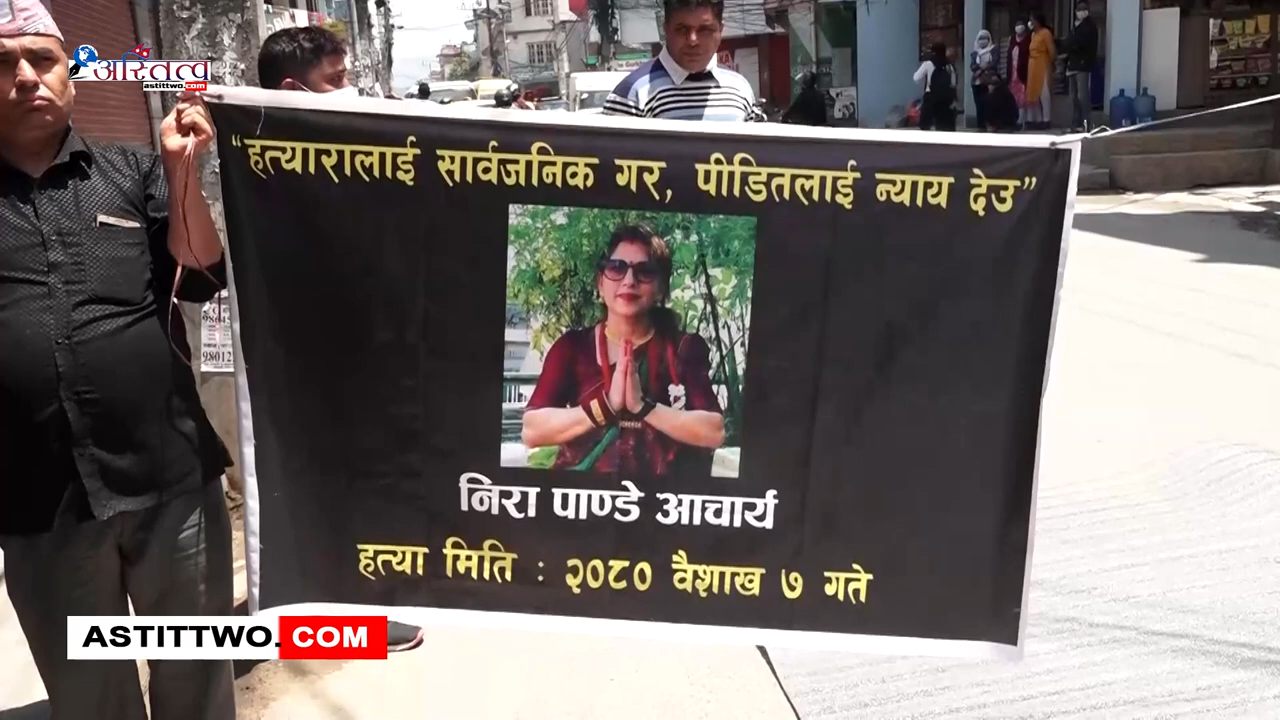 अस्तित्व
astittwo.com
"हत्यारालाई सार्वजनिक गर, पीडितलाई न्याय देउ"
निरा पाण्डे आचार्य
हत्या मिति : २०८० वैशाख ७ गते
ASTITTWO.COM